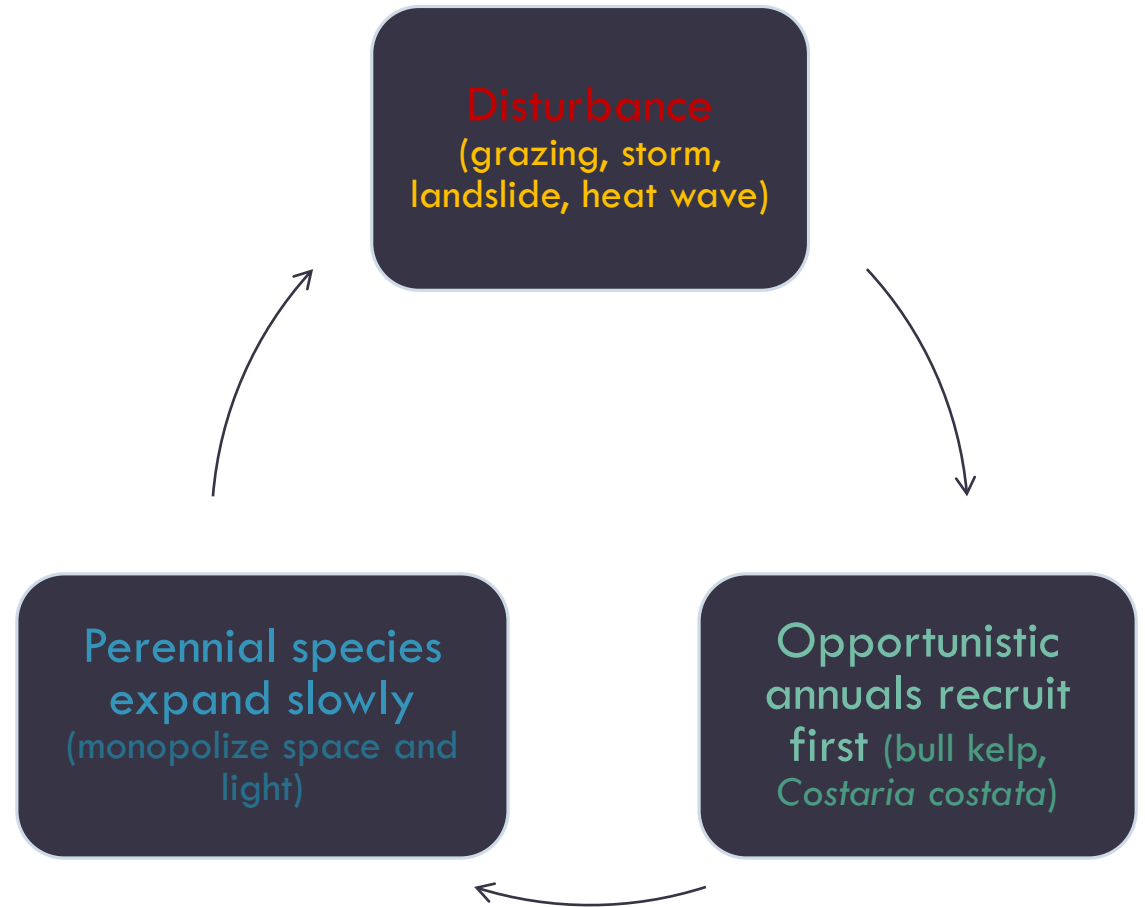 Disturbance
(grazing, storm,
landslide, heat wave)
Opportunistic
annuals recruit
first (bull kelp,
Costaria costata)
Perennial species
expand slowly
(monopolize space and
light)